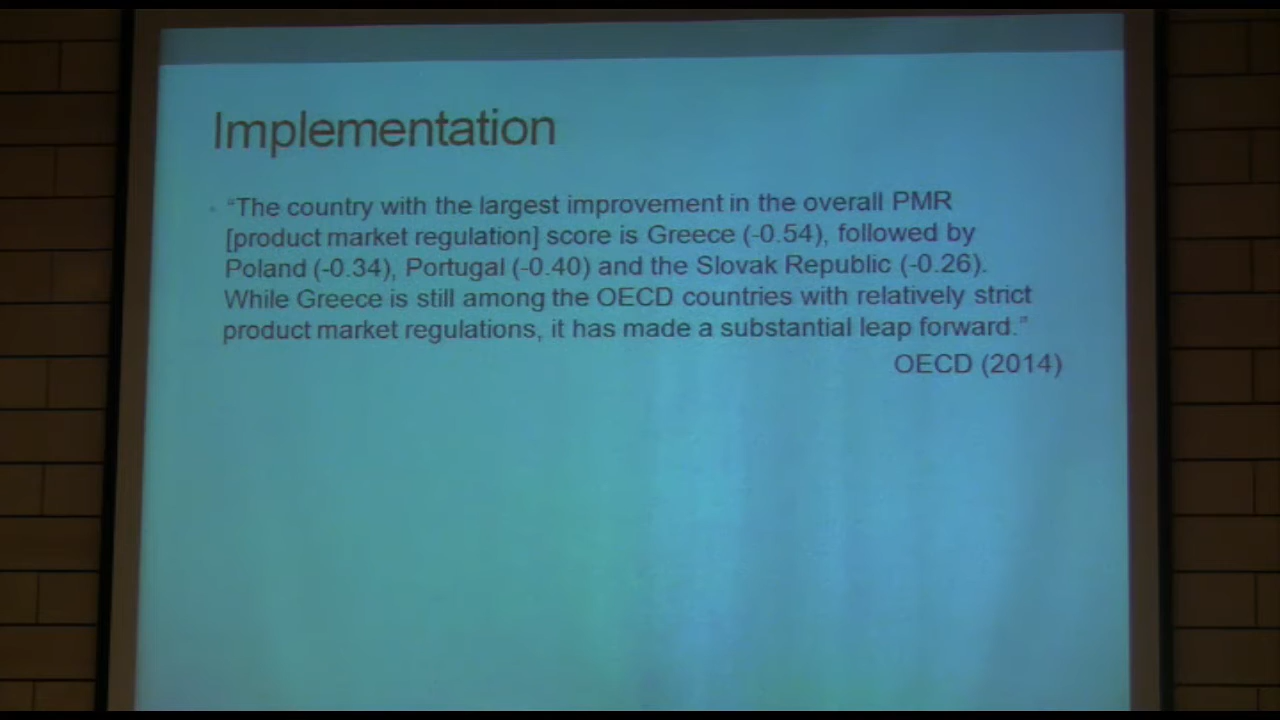 Implementation
• “The country with the largest improvement in the overall PMR
[product market regulation] score is Greece (-0.54), followed by
Poland (-0.34), Portugal (-0.40) and the Slovak Republic (-0.26).
While Greece is still among the OECD countries with relatively strict
product market regulations, it has made a substantial leap forward.”
OECD (2014)